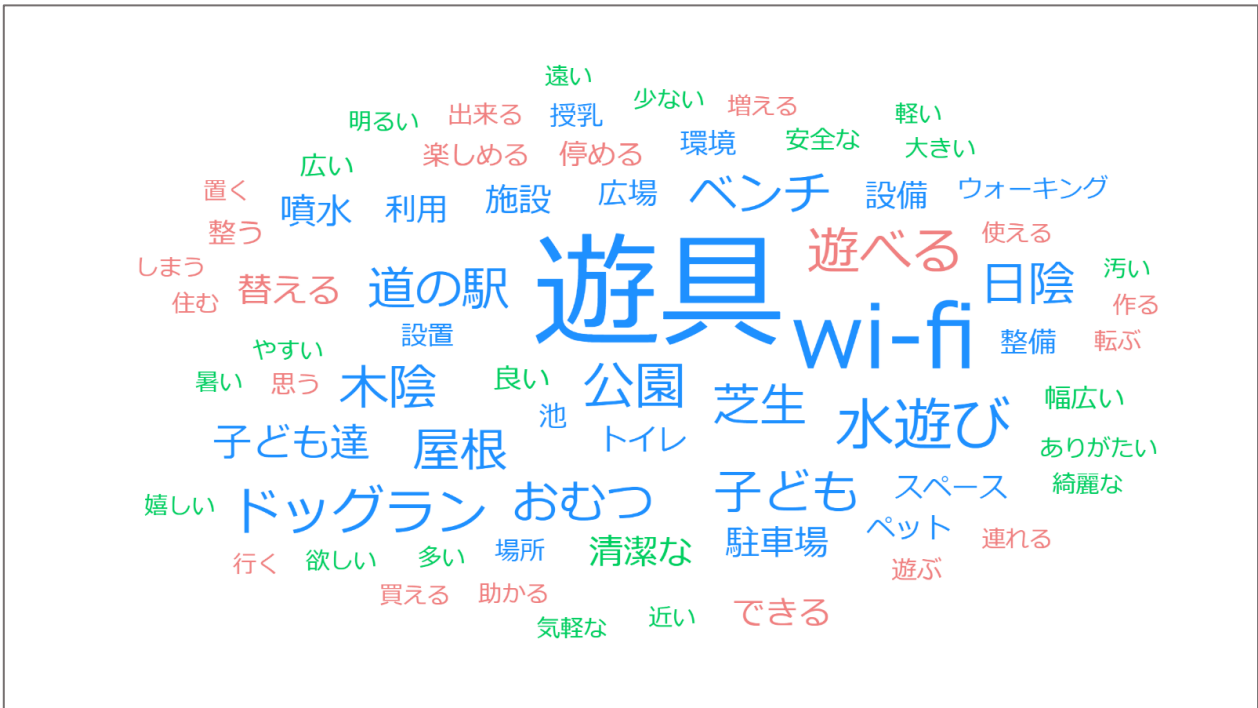 遠い
明るい 出来る 授乳 少ない 増える 軽い
広い 楽しめる 停める 環境 安全な 大きい
置く 噴水 利用 施設 広場 ベンチ 設備 ウォーキング
整う 遊べる 使える
しまう 住む 替える 道の駅 遊具 日陰 汚い
設置 wi-fi 整備 作る 転ぶ
やすい
暑い 思う 木陰 良い 公園 芝生 水遊び 幅広い
子ども達 屋根 池 トイレ ありがたい
嬉しい ドッグラン おむつ 子ども スペース 綺麗な
行く 欲しい 多い 場所 清潔な 駐車場 ペット 連れる
買える 助かる 遊ぶ
気軽な 近い できる